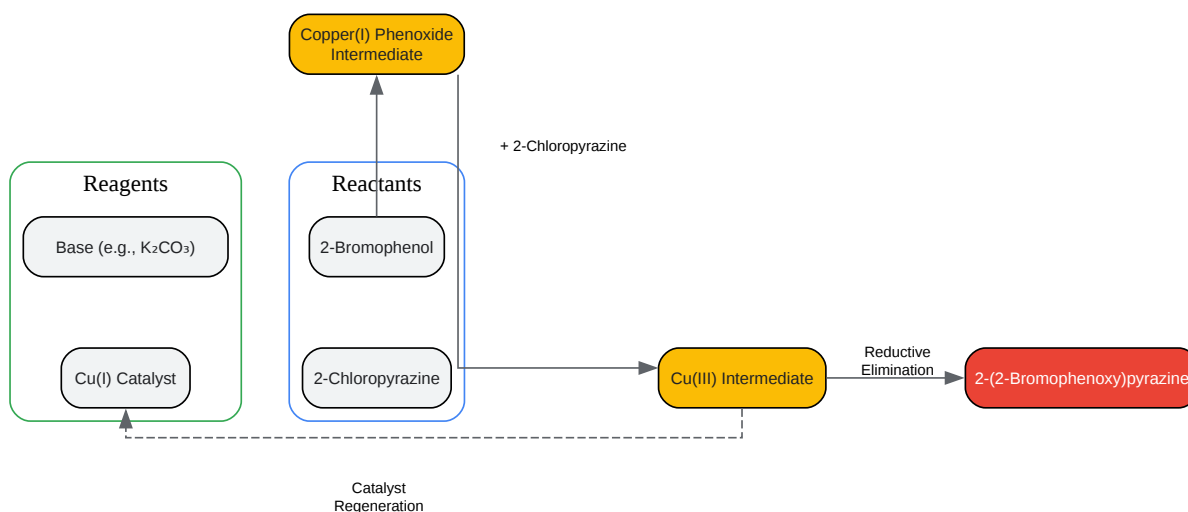 Copper(I) Phenoxide
Intermediate
+ 2-Chloropyrazine
Reagents
Reactants
Base (e.g., K₂CO₃)
2-Bromophenol
Cu(I) Catalyst
2-Chloropyrazine
Cu(III) Intermediate
Reductive
Elimination
2-(2-Bromophenoxy)pyrazine
Catalyst
Regeneration